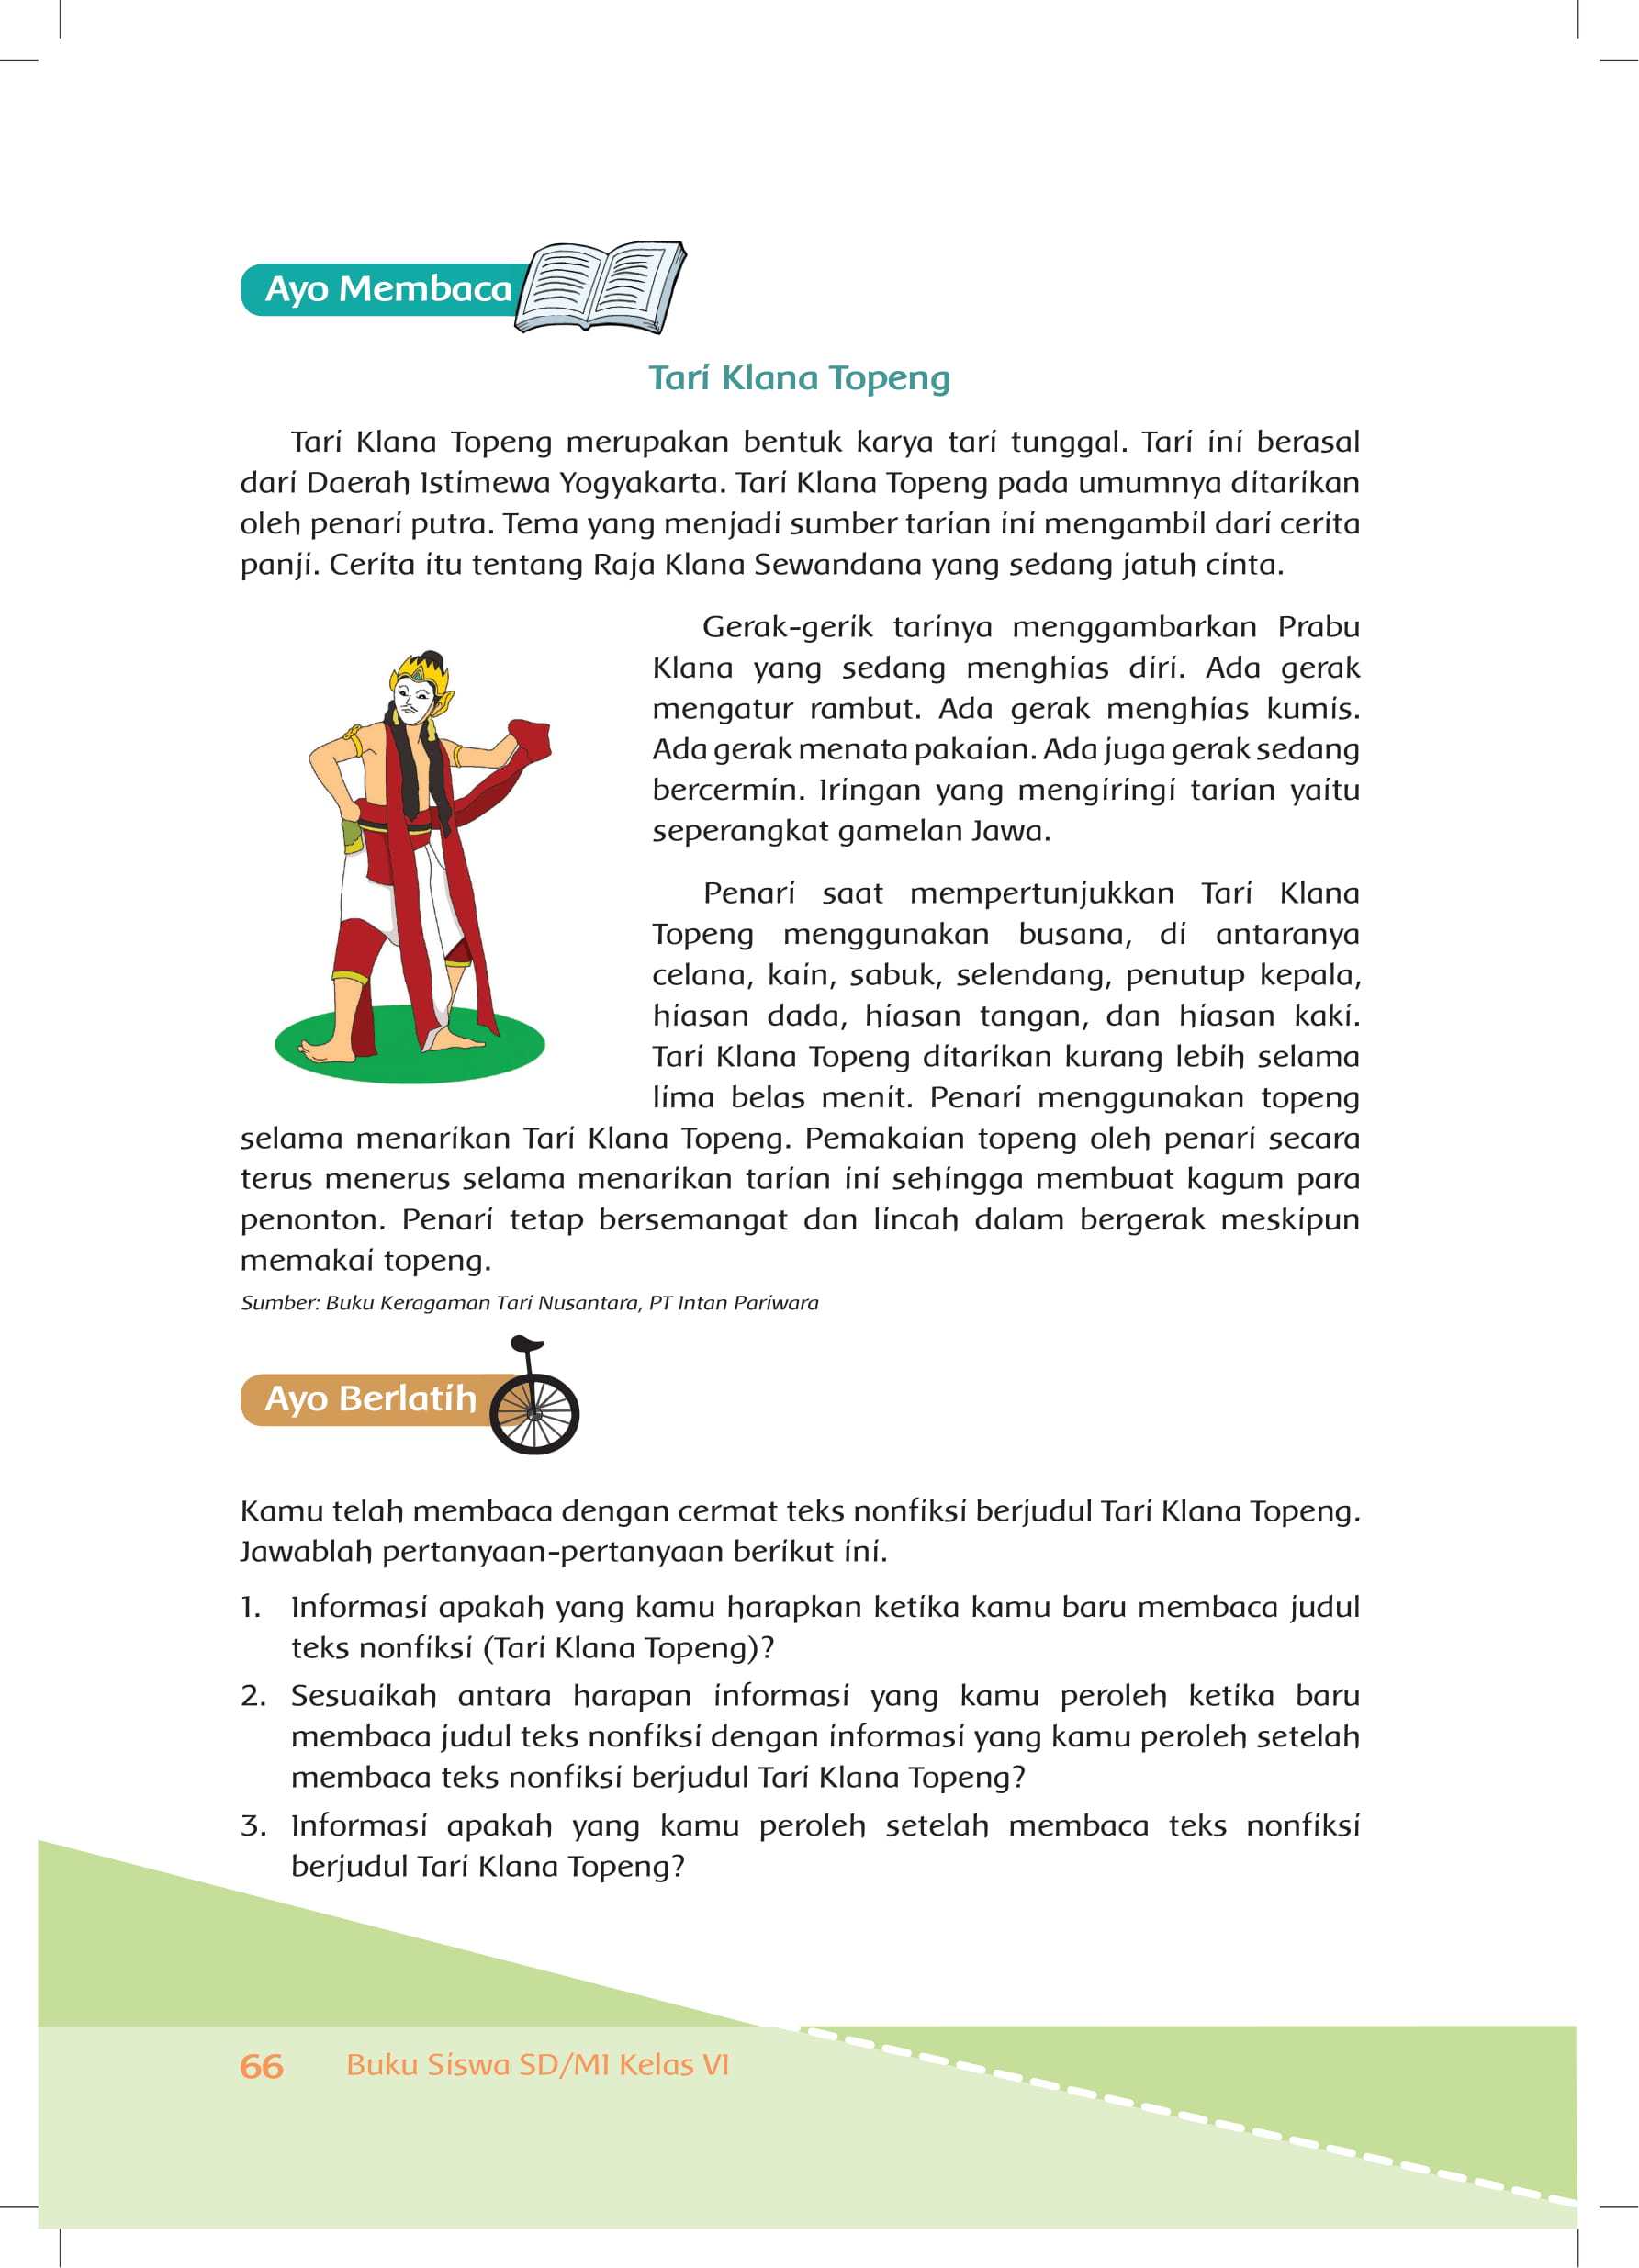 Ayo Membaca
Tari Klana Topeng
Tari Klana Topeng merupakan bentuk karya tari tunggal. Tari ini berasal
dari Daerah Istimewa Yogyakarta. Tari Klana Topeng pada umumnya ditarikan
oleh penari putra. Tema yang menjadi sumber tarian ini mengambil dari cerita
panji. Cerita itu tentang Raja Klana Sewandana yang sedang jatuh cinta.
Gerak-gerik tarinya menggambarkan Prabu
Klana yang sedang menghias diri. Ada gerak
mengatur rambut. Ada gerak menghias kumis.
Ada gerak menata pakaian. Ada juga gerak sedang
bercermin. Iringan yang mengiringi tarian yaitu
seperangkat gamelan Jawa.
Penari saat mempertunjukkan Tari Klana
Topeng menggunakan busana, di antaranya
celana, kain, sabuk, selendang, penutup kepala,
hiasan dada, hiasan tangan, dan hiasan kaki.
Tari Klana Topeng ditarikan kurang lebih selama
lima belas menit. Penari menggunakan topeng
selama menarikan Tari Klana Topeng. Pemakaian topeng oleh penari secara
terus menerus selama menarikan tarian ini sehingga membuat kagum para
penonton. Penari tetap bersemangat dan lincah dalam bergerak meskipun
memakai topeng.
Sumber: Buku Keragaman Tari Nusantara, PT Intan Pariwara
Ayo Berlatih
Kamu telah membaca dengan cermat teks nonfiksi berjudul Tari Klana Topeng.
Jawablah pertanyaan-pertanyaan berikut ini.
1. Informasi apakah yang kamu harapkan ketika kamu baru membaca judul
teks nonfiksi (Tari Klana Topeng)?
2. Sesuaikah antara harapan informasi yang kamu peroleh ketika baru
membaca judul teks nonfiksi dengan informasi yang kamu peroleh setelah
membaca teks nonfiksi berjudul Tari Klana Topeng?
3. Informasi apakah yang kamu peroleh setelah membaca teks nonfiksi
berjudul Tari Klana Topeng?
66 Buku Siswa SD/MI Kelas VI